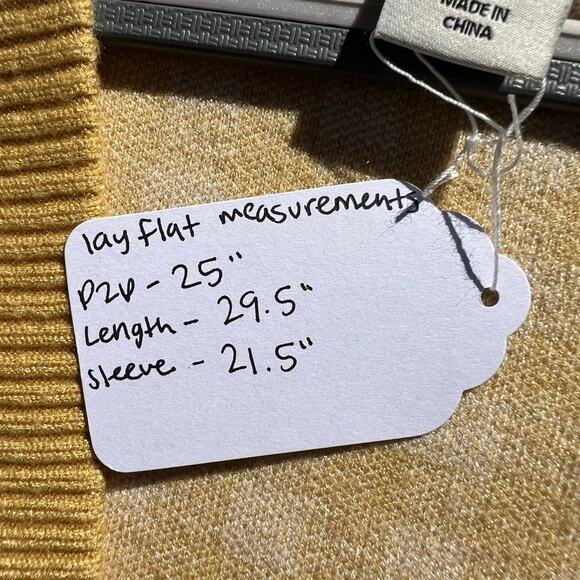 MADE IN
CHINA
lay flat measurements
P2P - 25"
Length - 29.5"
sleeve - 21.5"